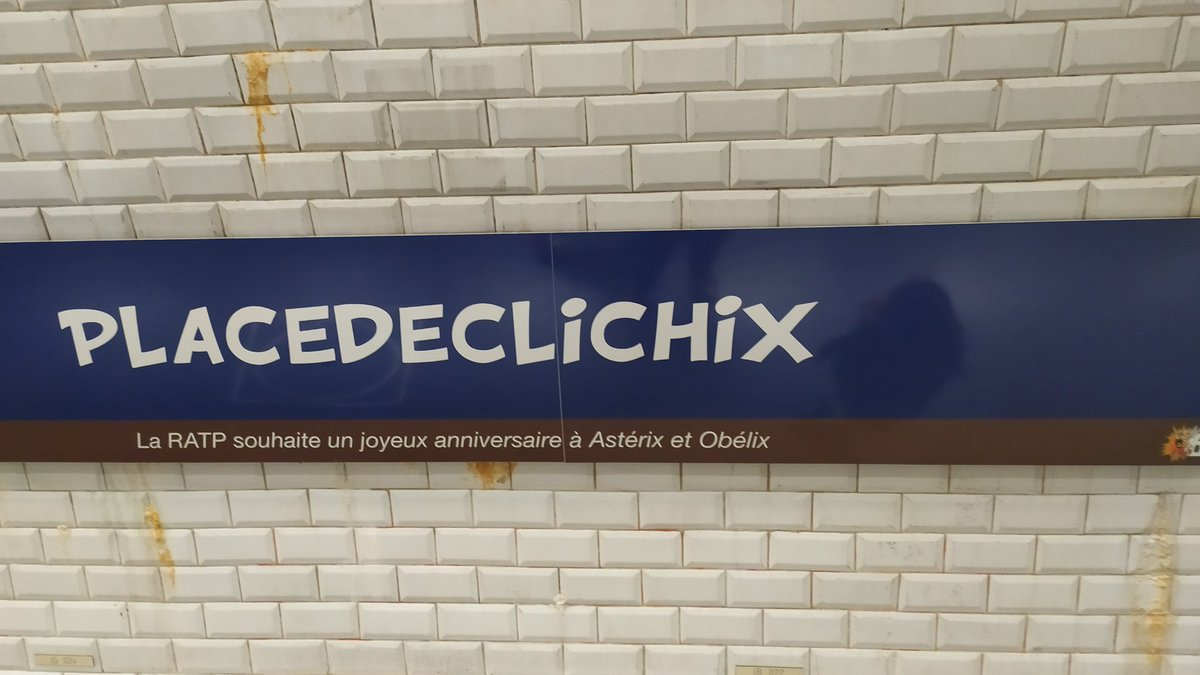 PLACEDECLiCHiX
La RATP souhaite un joyeux anniversaire à Astérix et Obélix